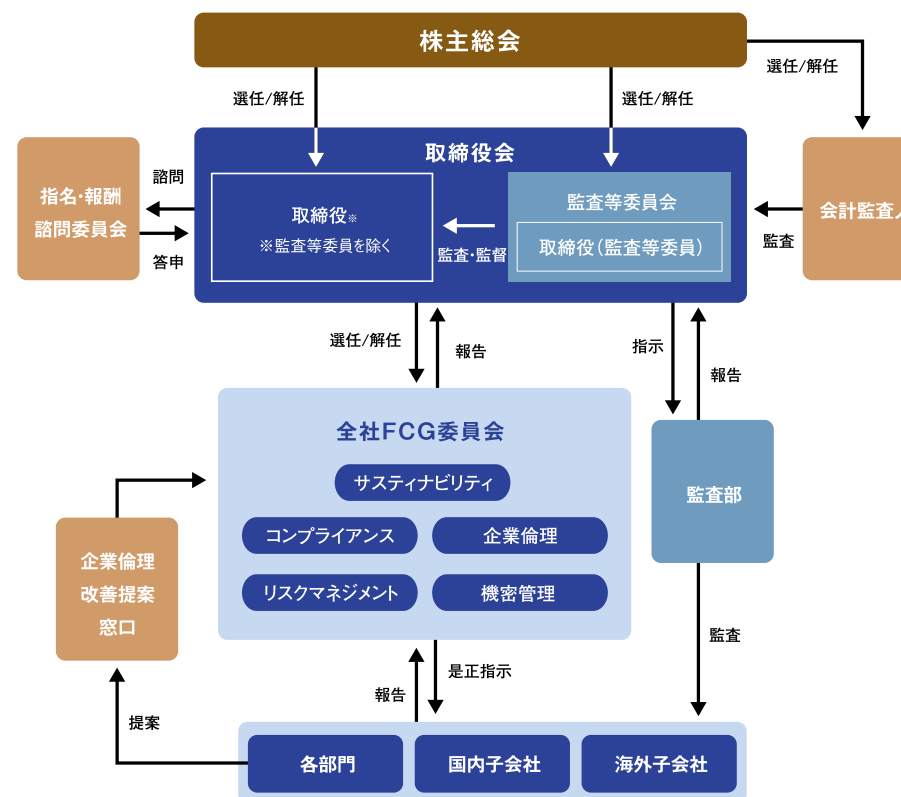 株主総会
選任/解任
選任/解任
選任/解任
取締役会
指名・報酬
諮問委員会
諮問
答申
取締役※
※監査等委員を除く
監査・監督
監査等委員会
取締役(監査等委員)
監査
会計監査人
選任/解任
報告
指示
報告
全社FCG委員会
サスティナビリティ
コンプライアンス
企業倫理
リスクマネジメント
機密管理
監査部
企業倫理
改善提案
窓口
監査
是正指示
報告
提案
各部門
国内子会社
海外子会社